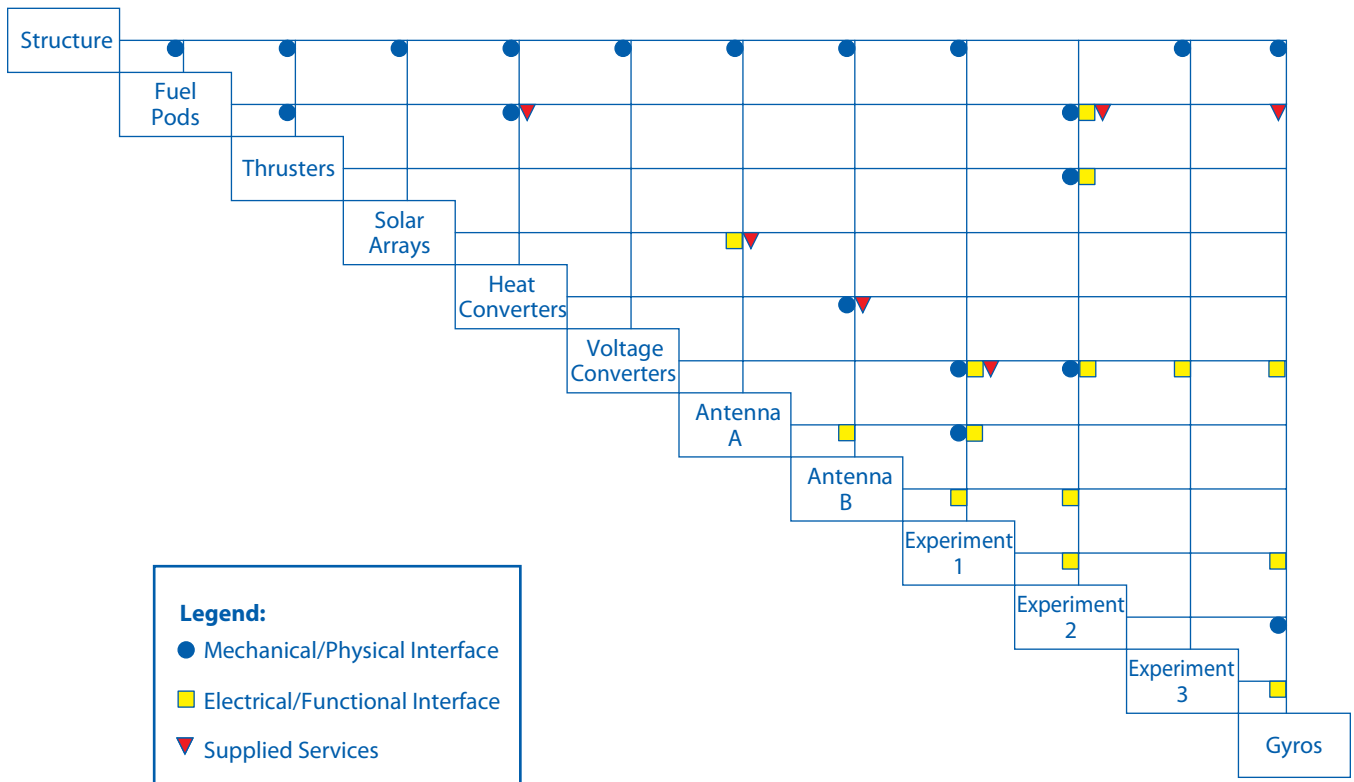 Structure
Fuel
Pods
Thrusters
Solar
Arrays
Heat
Converters
Voltage
Converters
Antenna
A
Antenna
B
Experiment
1
Experiment
2
Experiment
3
Gyros
Legend:
Mechanical/Physical Interface
Electrical/Functional Interface
Supplied Services